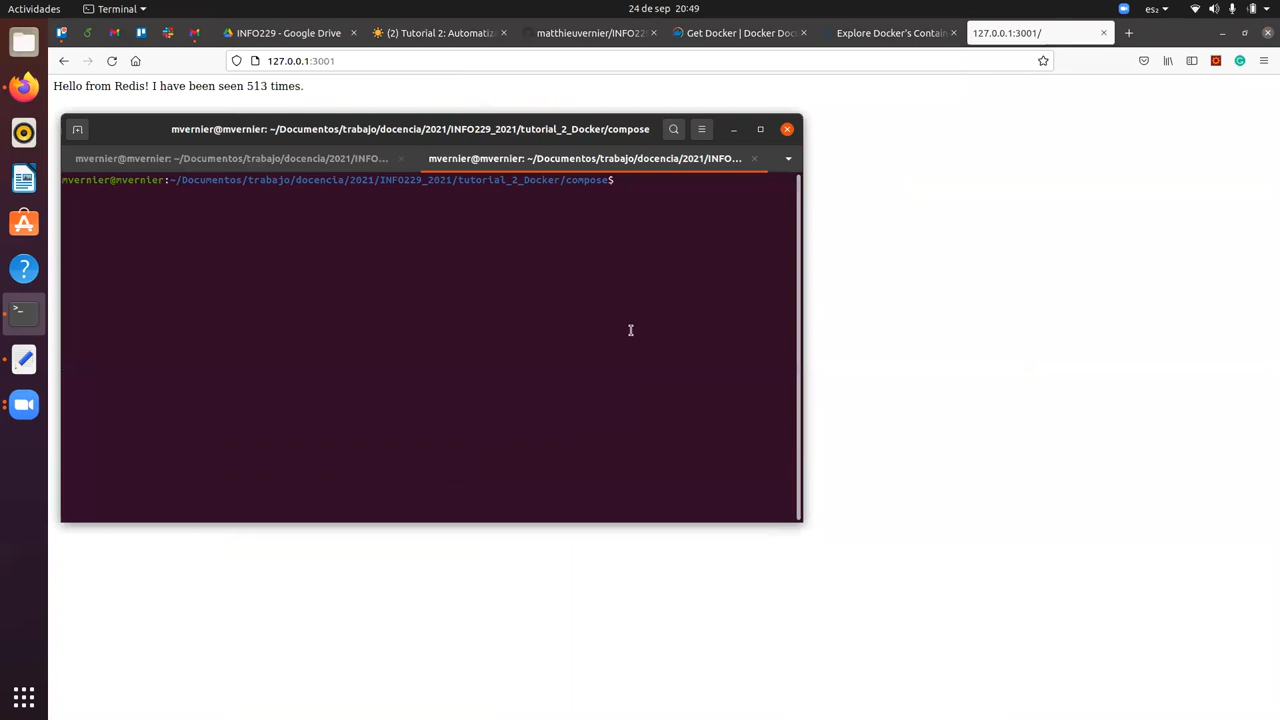 Actividades
Terminal
24 de sep 20:49
es₂
INFO229 - Google Drive
(2) Tutorial 2: Automatiz
matthieuvernier/INFO22
Get Docker | Docker Doc
Explore Docker's Contain
127.0.0.1:3001/
127.0.0.1:3001
Hello from Redis! I have been seen 513 times.
mvernier@mvernier: ~/Documentos/trabajo/docencia/2021/INFO229_2021/tutorial_2_Docker/compose
mvernier@mvernier: ~/Documentos/trabajo/docencia/2021/INFO...
mvernier@mvernier: ~/Documentos/trabajo/docencia/2021/INFO...
mvernier@mvernier:~/Documentos/trabajo/docencia/2021/INFO229_2021/tutorial_2_Docker/compose$